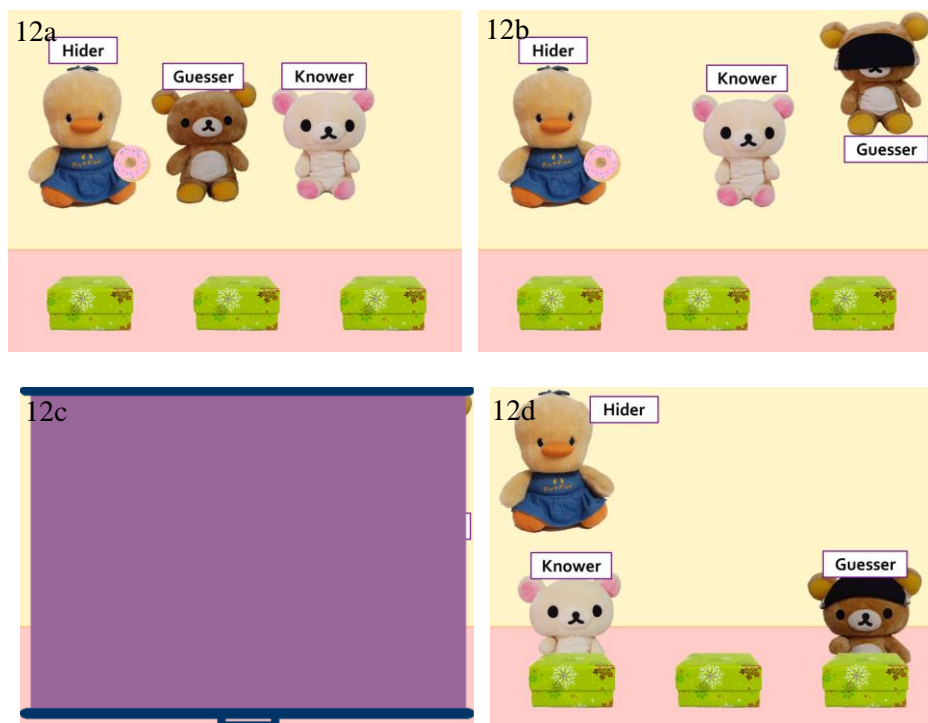 12a
Hider
Guesser
Knower
12b
Hider
Knower
Guesser
12c
12d
Hider
Knower
Guesser